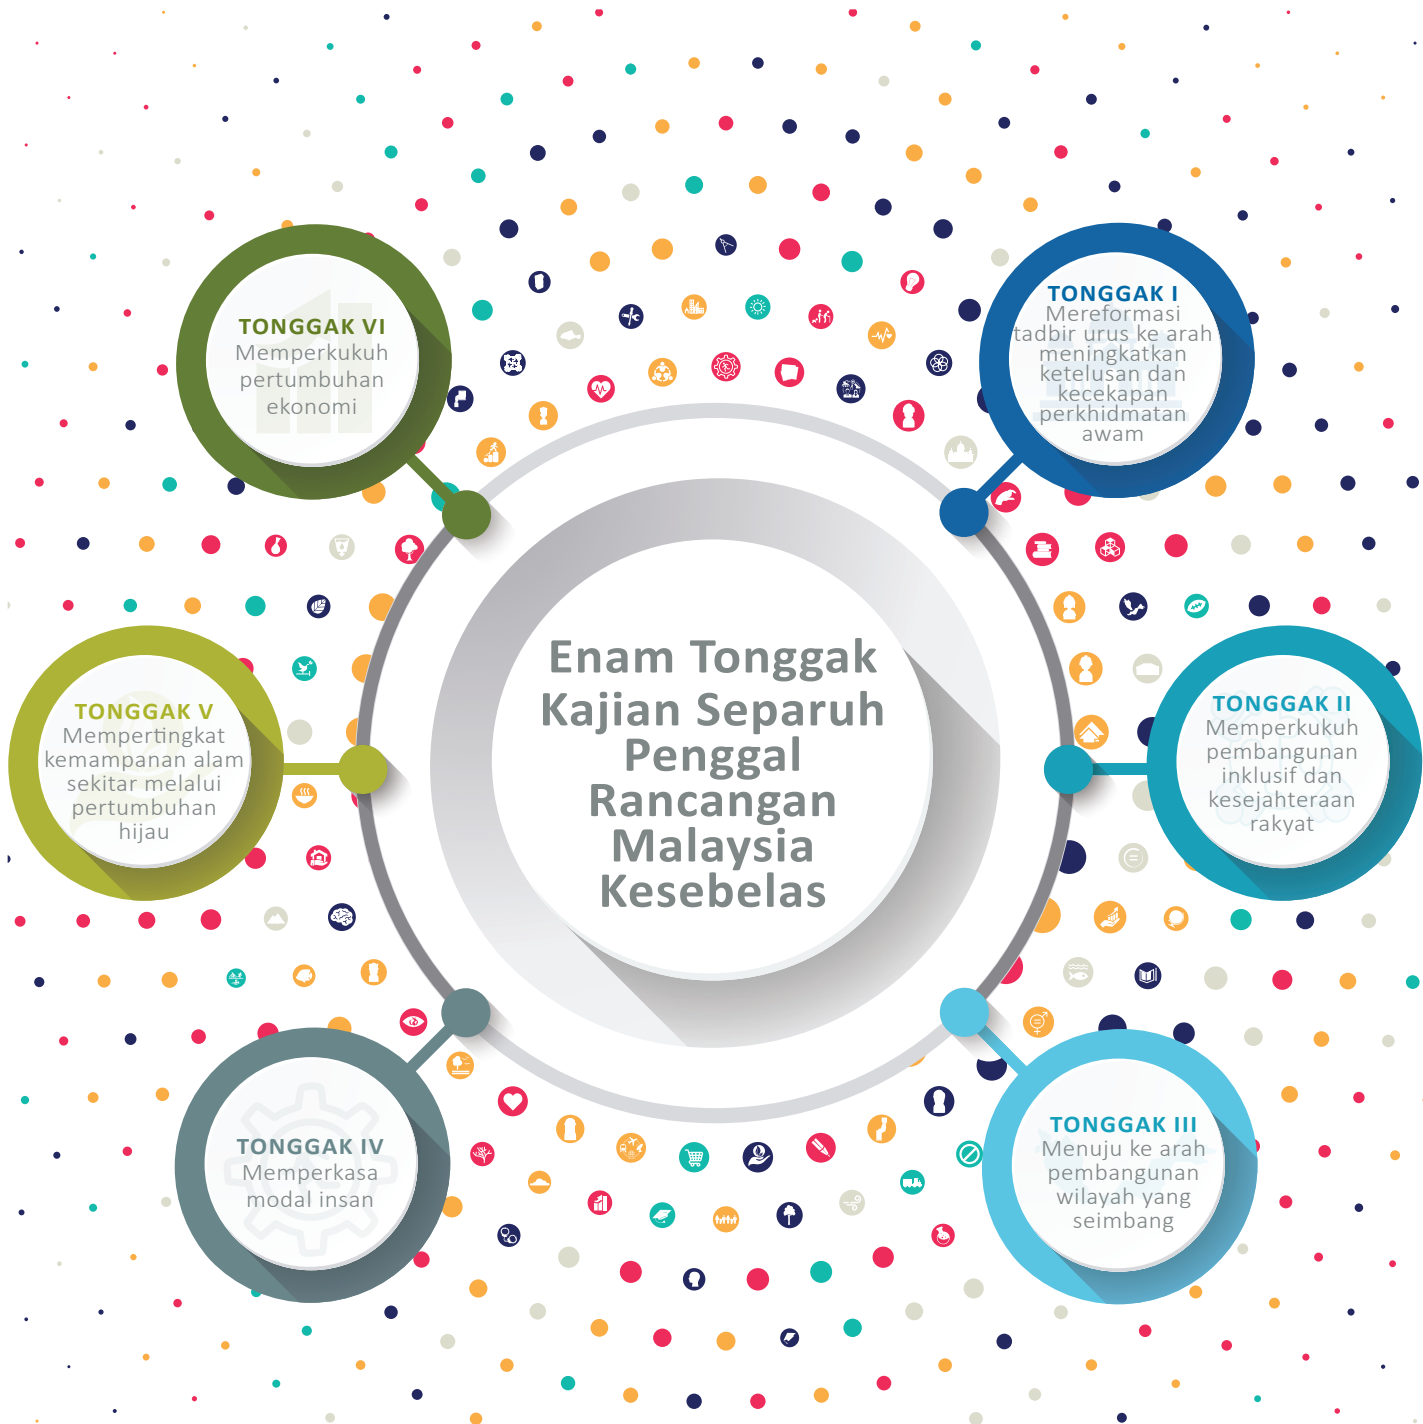 Enam Tonggak
Kajian Separuh
Penggal
Rancangan
Malaysia
Kesebelas
TONGGAK I
Mereformasi
tadbir urus ke arah
meningkatkan
ketelusan dan
kecekapan
perkhidmatan
awam
TONGGAK II
Memperkukuh
pembangunan
inklusif dan
kesejahteraan
rakyat
TONGGAK III
Menuju ke arah
pembangunan
wilayah yang
seimbang
TONGGAK IV
Memperkasa
modal insan
TONGGAK V
Mempertingkat
kemampanan alam
sekitar melalui
pertumbuhan
hijau
TONGGAK VI
Memperkukuh
pertumbuhan
ekonomi